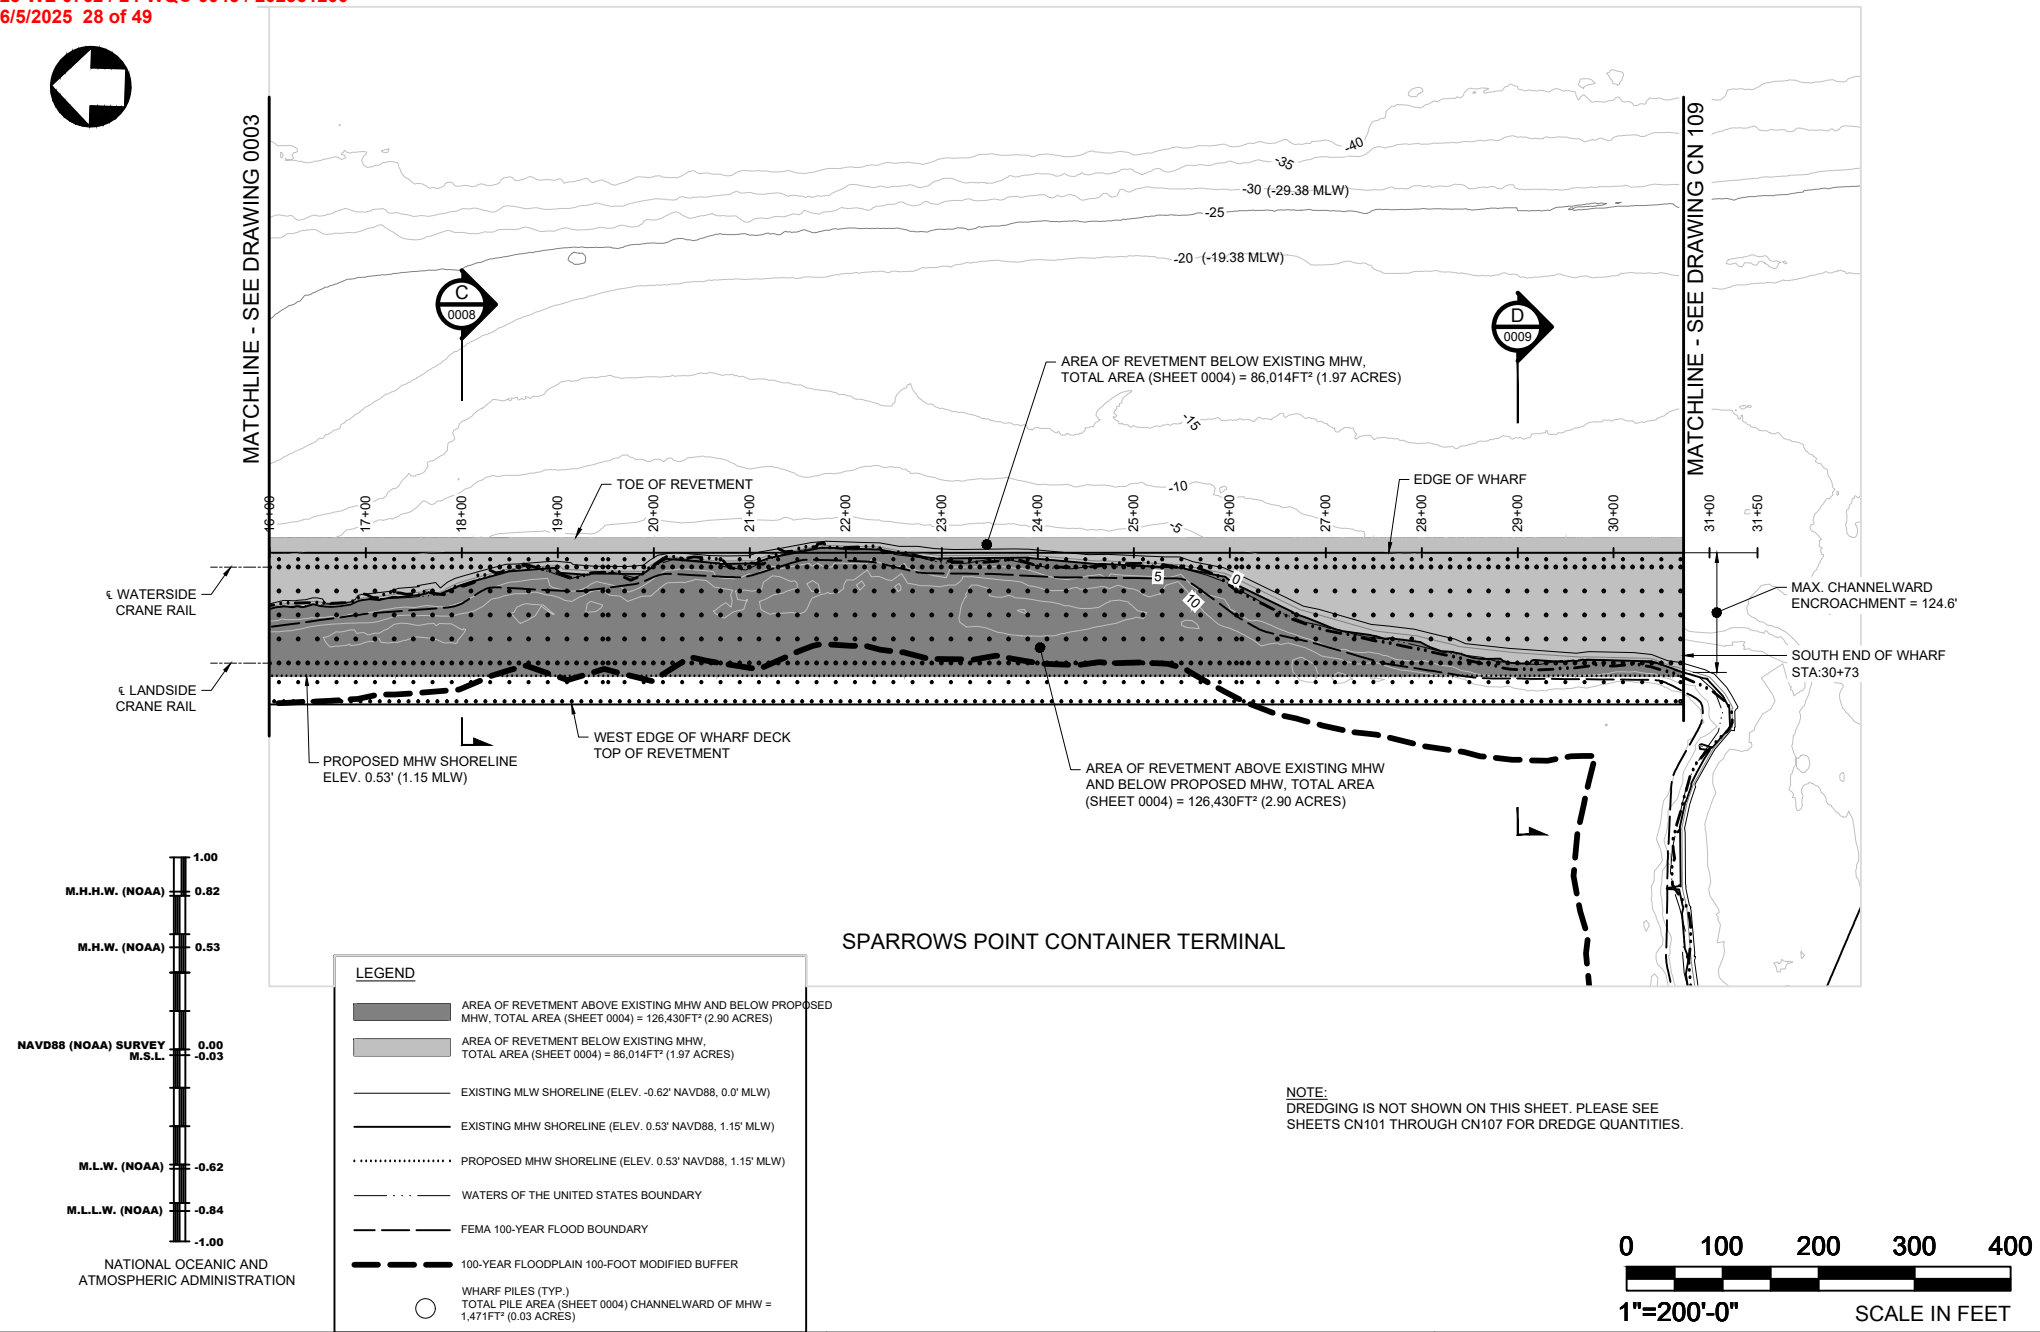 6/5/2025 28 of 49
MATCHLINE - SEE DRAWING 0003
MATCHLINE - SEE DRAWING CN 109
-40
-35
-30 (-29.38 MLW)
-25
-20 (-19.38 MLW)
C
0008
D
0009
AREA OF REVETMENT BELOW EXISTING MHW,
TOTAL AREA (SHEET 0004) = 86,014FT² (1.97 ACRES)
-15
-10
-5
TOE OF REVETMENT
EDGE OF WHARF
16+00
17+00
18+00
19+00
20+00
21+00
22+00
23+00
24+00
25+00
26+00
27+00
28+00
29+00
30+00
31+00
31+50
0
5
10
℄ WATERSIDE
CRANE RAIL
MAX. CHANNELWARD
ENCROACHMENT = 124.6'
SOUTH END OF WHARF
STA:30+73
℄ LANDSIDE
CRANE RAIL
PROPOSED MHW SHORELINE
ELEV. 0.53' (1.15 MLW)
WEST EDGE OF WHARF DECK
TOP OF REVETMENT
AREA OF REVETMENT ABOVE EXISTING MHW
AND BELOW PROPOSED MHW, TOTAL AREA
(SHEET 0004) = 126,430FT² (2.90 ACRES)
1.00
M.H.H.W. (NOAA) 0.82
M.H.W. (NOAA) 0.53
NAVD88 (NOAA) SURVEY 0.00
M.S.L. -0.03
M.L.W. (NOAA) -0.62
M.L.L.W. (NOAA) -0.84
-1.00
NATIONAL OCEANIC AND
ATMOSPHERIC ADMINISTRATION
SPARROWS POINT CONTAINER TERMINAL
LEGEND
AREA OF REVETMENT ABOVE EXISTING MHW AND BELOW PROPOSED
MHW, TOTAL AREA (SHEET 0004) = 126,430FT² (2.90 ACRES)
AREA OF REVETMENT BELOW EXISTING MHW,
TOTAL AREA (SHEET 0004) = 86,014FT² (1.97 ACRES)
EXISTING MLW SHORELINE (ELEV. -0.62' NAVD88, 0.0' MLW)
EXISTING MHW SHORELINE (ELEV. 0.53' NAVD88, 1.15' MLW)
PROPOSED MHW SHORELINE (ELEV. 0.53' NAVD88, 1.15' MLW)
WATERS OF THE UNITED STATES BOUNDARY
FEMA 100-YEAR FLOOD BOUNDARY
100-YEAR FLOODPLAIN 100-FOOT MODIFIED BUFFER
WHARF PILES (TYP.)
TOTAL PILE AREA (SHEET 0004) CHANNELWARD OF MHW =
1,471FT² (0.03 ACRES)
NOTE:
DREDGING IS NOT SHOWN ON THIS SHEET. PLEASE SEE
SHEETS CN101 THROUGH CN107 FOR DREDGE QUANTITIES.
0 100 200 300 400
1"=200'-0" SCALE IN FEET